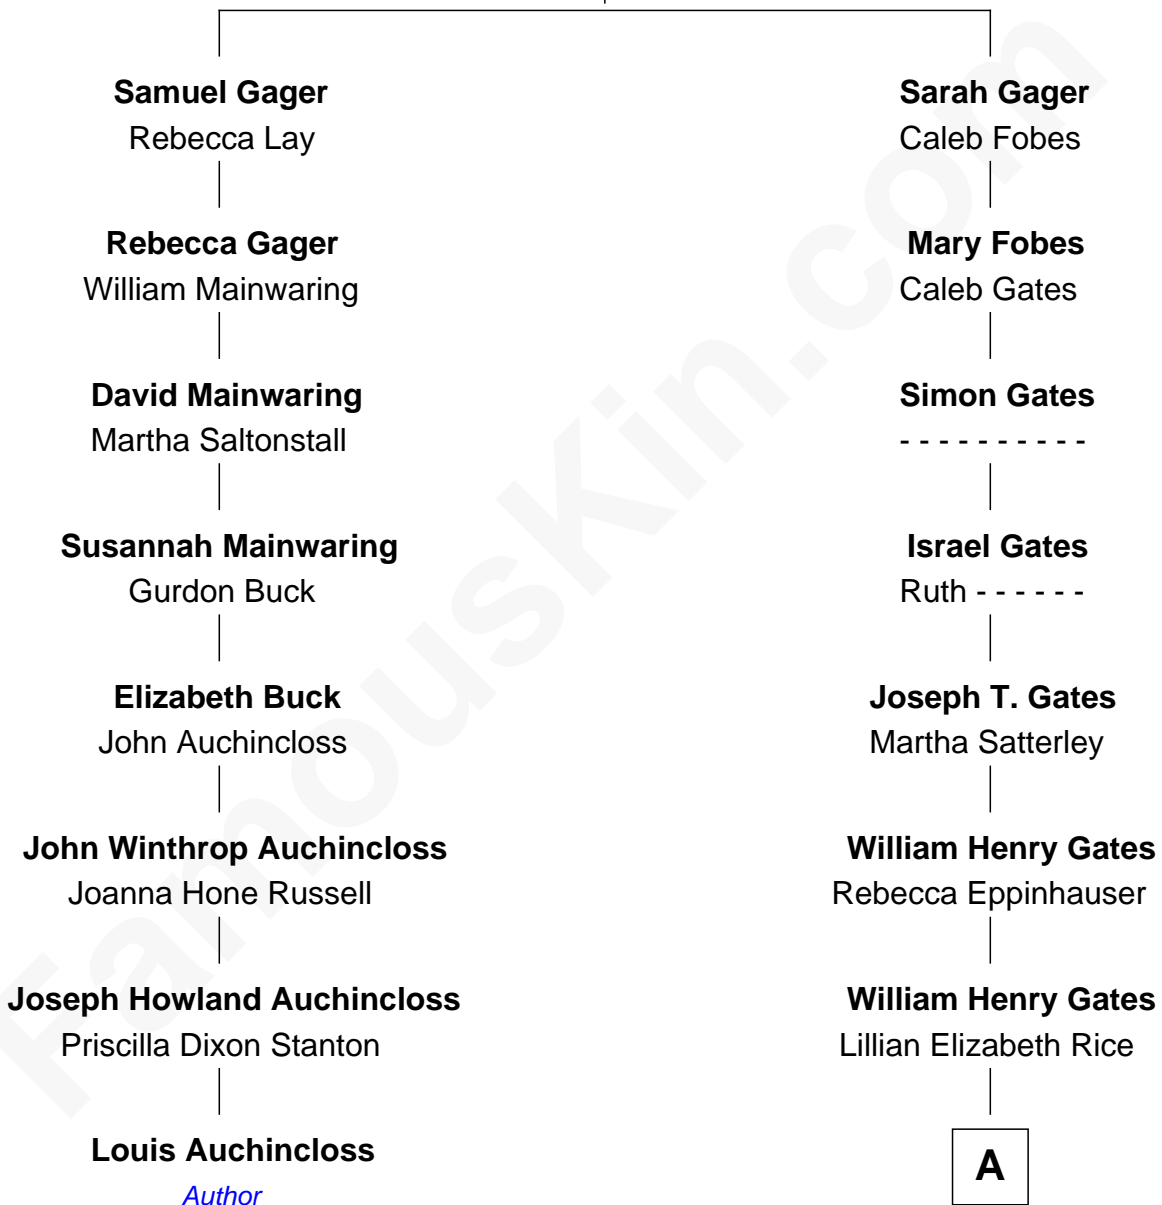 Samuel Gager
Rebecca Lay
Rebecca Gager
William Mainwaring
David Mainwaring
Martha Saltonstall
Susannah Mainwaring
Gurdon Buck
Elizabeth Buck
John Auchincloss
John Winthrop Auchincloss
Joanna Hone Russell
Joseph Howland Auchincloss
Priscilla Dixon Stanton
Louis Auchincloss
Author
Sarah Gager
Caleb Fobes
Mary Fobes
Caleb Gates
Simon Gates
- - - - - - - - - -
Israel Gates
Ruth - - - - - -
Joseph T. Gates
Martha Satterley
William Henry Gates
Rebecca Eppinhauser
William Henry Gates
Lillian Elizabeth Rice
A
FamousKin.com